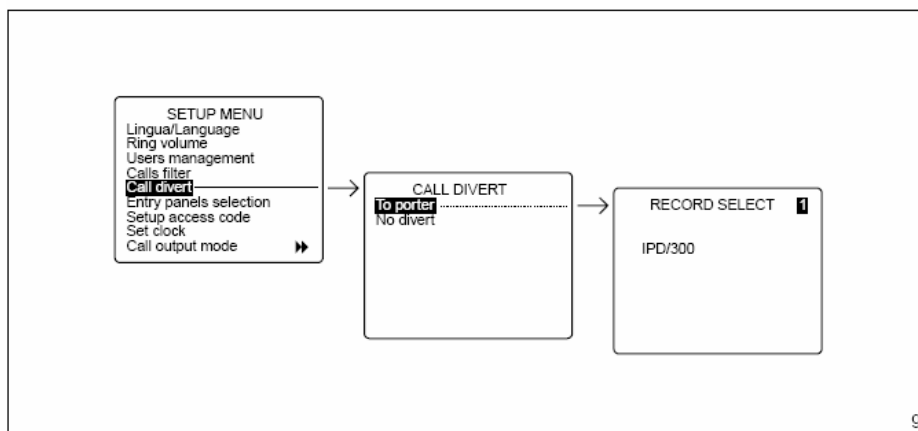 SETUP MENU
Lingua/Language
Ring volume
Users management
Calls filter
Call divert
Entry panels selection
Setup access code
Set clock
Call output mode
CALL DIVERT
To porter
No divert
RECORD SELECT 1
IPD/300
9